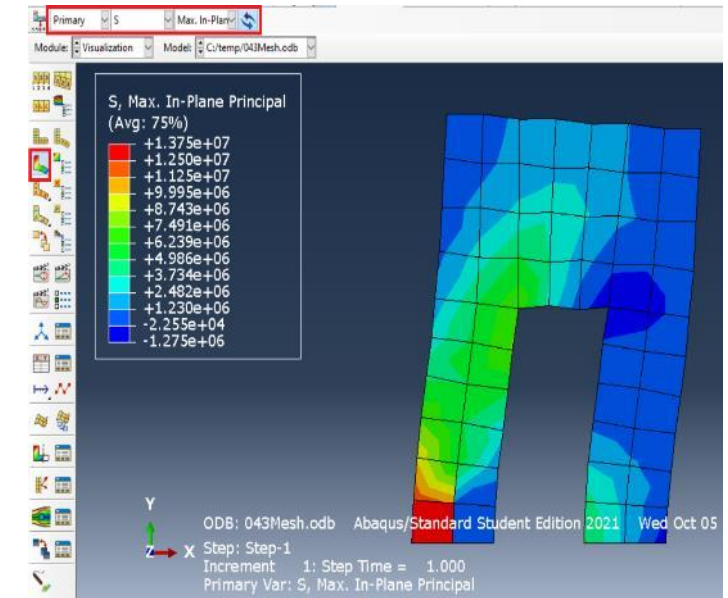 Primary S Max. In-Plan
Module: Visualization Model: C:/temp/043Mesh.odb
S, Max. In-Plane Principal
(Avg: 75%)
+1.375e+07
+1.250e+07
+1.125e+07
+9.995e+06
+8.743e+06
+7.491e+06
+6.239e+06
+4.986e+06
+3.734e+06
+2.482e+06
+1.230e+06
-2.255e+04
-1.275e+06
Y
Z X
ODB: 043Mesh.odb Abaqus/Standard Student Edition 2021 Wed Oct 05
Step: Step-1
Increment 1: Step Time = 1.000
Primary Var: S, Max. In-Plane Principal